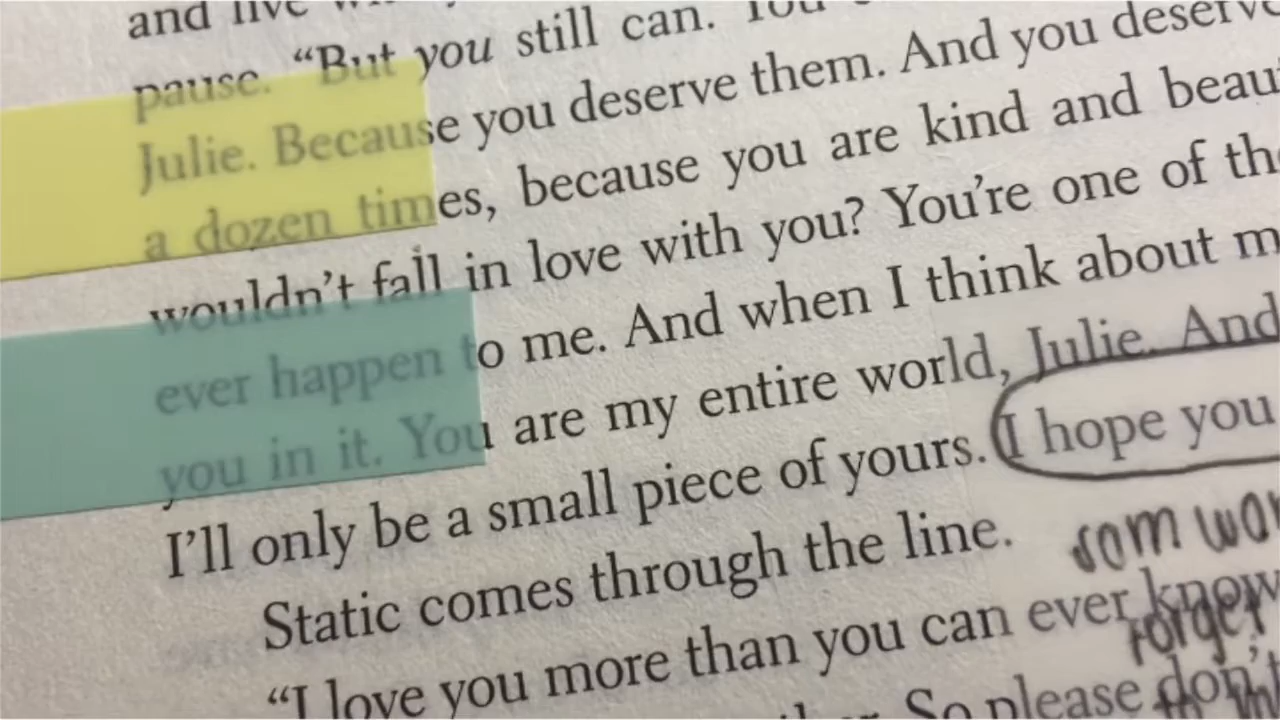 and live
pause. "But you still can. You
Julie. Because you deserve them. And you deserve
a dozen times, because you are kind and beau
wouldn't fall in love with you? You're one of the
ever happen to me. And when I think about m
you in it. You are my entire world, Julie. And
I'll only be a small piece of yours. I hope you
som wa
Static comes through the line.
"I love you more than you can ever know
forget
So please don't